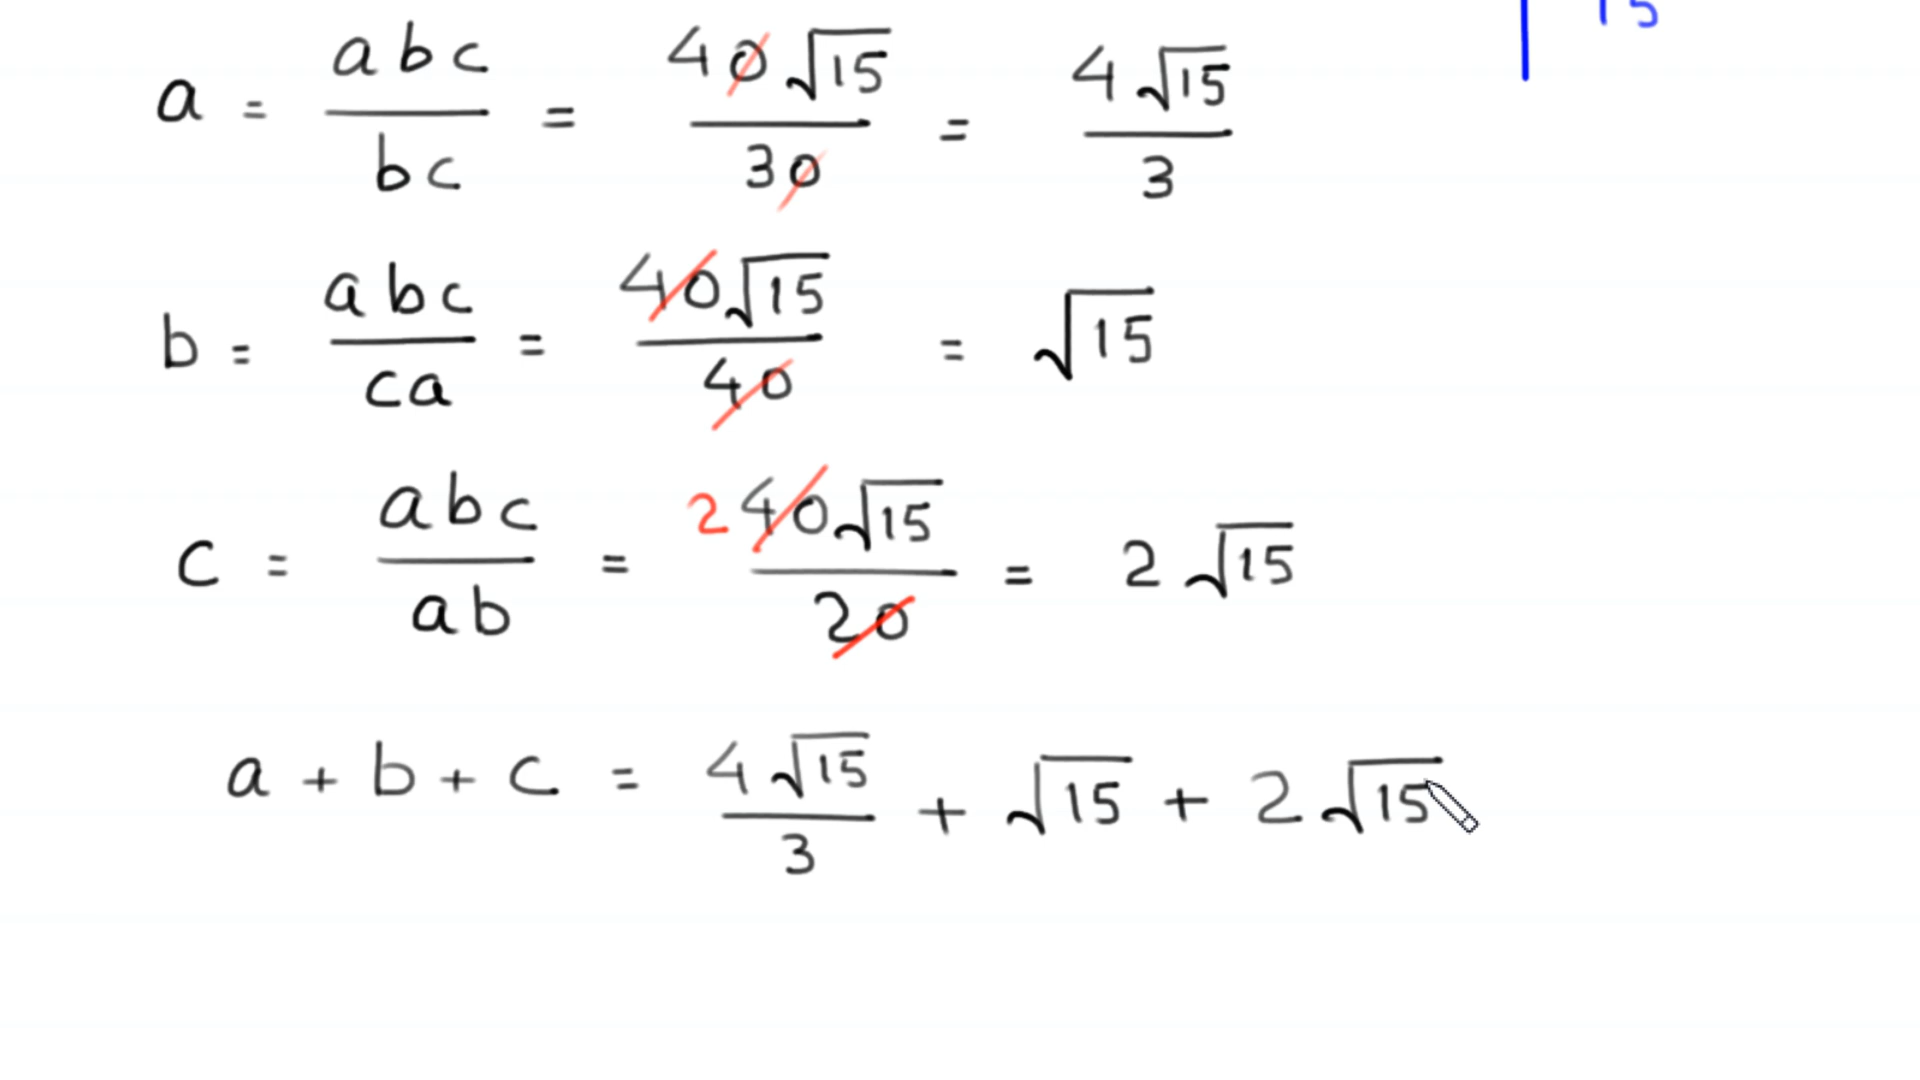 15
a = abc / bc = 40√15 / 30 = 4√15 / 3
b = abc / ca = 40√15 / 40 = √15
c = abc / ab = 2 40√15 / 20 = 2√15
a + b + c = 4√15 / 3 + √15 + 2√15